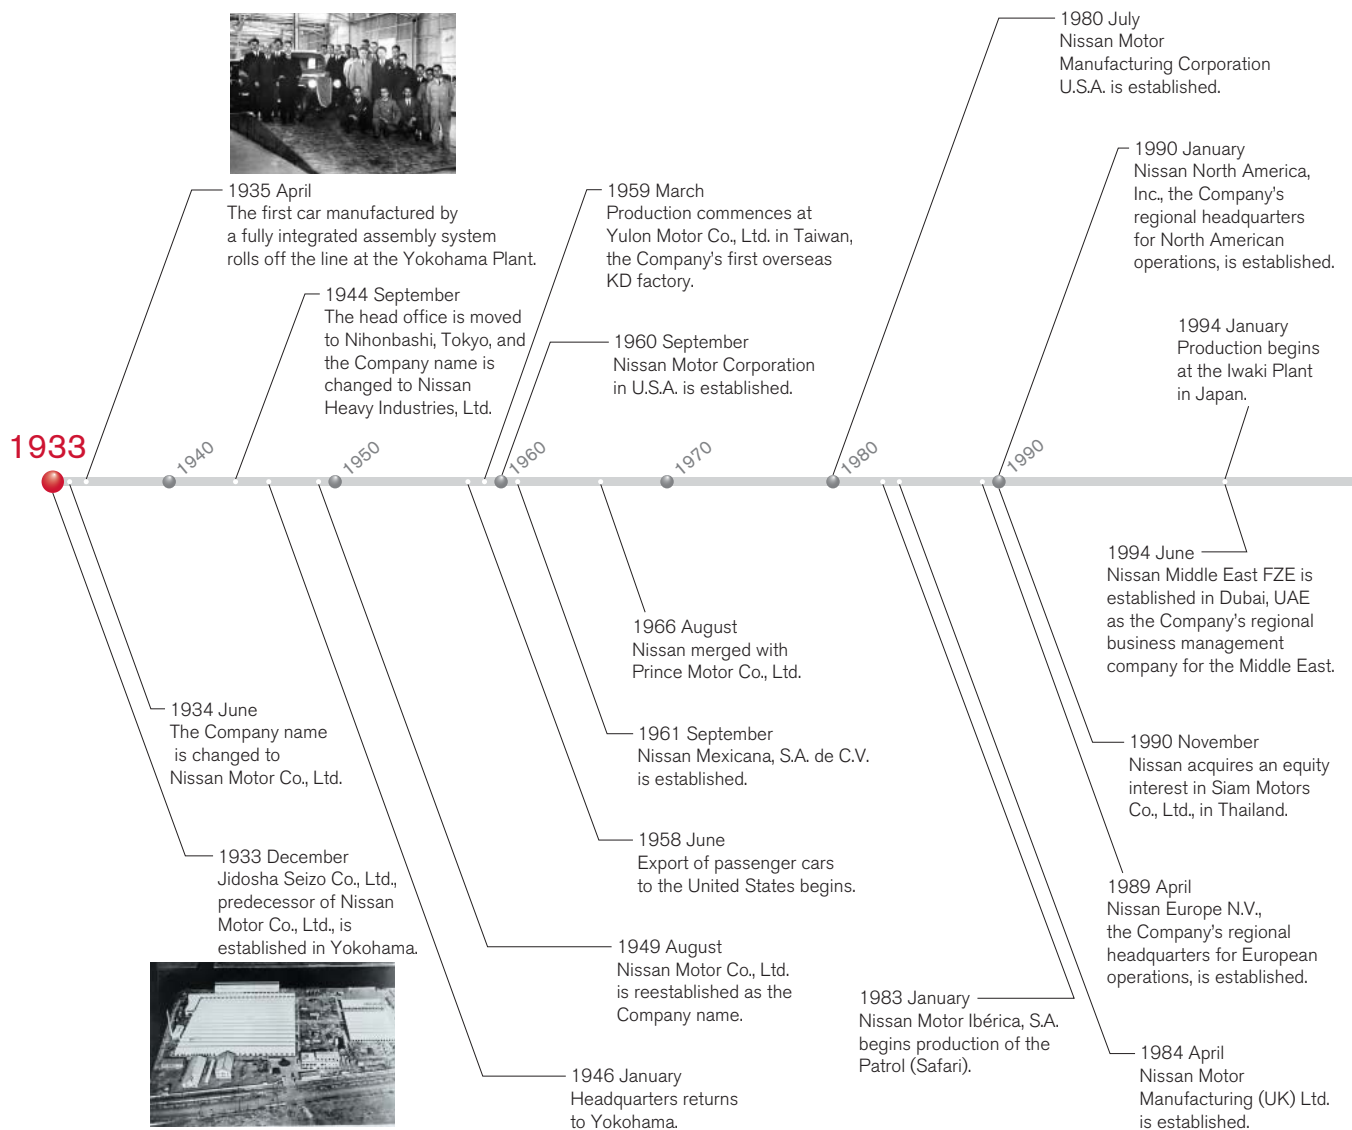 1980 July
Nissan Motor
Manufacturing Corporation
U.S.A. is established.
1990 January
Nissan North America,
Inc., the Company's
regional headquarters
for North American
operations, is established.
1935 April
The first car manufactured by
a fully integrated assembly system
rolls off the line at the Yokohama Plant.
1959 March
Production commences at
Yulon Motor Co., Ltd. in Taiwan,
the Company's first overseas
KD factory.
1944 September
The head office is moved
to Nihonbashi, Tokyo, and
the Company name is
changed to Nissan
Heavy Industries, Ltd.
1960 September
Nissan Motor Corporation
in U.S.A. is established.
1994 January
Production begins
at the Iwaki Plant
in Japan.
1933
1940
1950
1960
1970
1980
1990
1994 June
Nissan Middle East FZE is
established in Dubai, UAE
as the Company's regional
business management
company for the Middle East.
1966 August
Nissan merged with
Prince Motor Co., Ltd.
1934 June
The Company name
is changed to
Nissan Motor Co., Ltd.
1961 September
Nissan Mexicana, S.A. de C.V.
is established.
1990 November
Nissan acquires an equity
interest in Siam Motors
Co., Ltd., in Thailand.
1958 June
Export of passenger cars
to the United States begins.
1933 December
Jidosha Seizo Co., Ltd.,
predecessor of Nissan
Motor Co., Ltd., is
established in Yokohama.
1989 April
Nissan Europe N.V.,
the Company's regional
headquarters for European
operations, is established.
1949 August
Nissan Motor Co., Ltd.
is reestablished as the
Company name.
1983 January
Nissan Motor Ibérica, S.A.
begins production of the
Patrol (Safari).
1984 April
Nissan Motor
Manufacturing (UK) Ltd.
is established.
1946 January
Headquarters returns
to Yokohama.